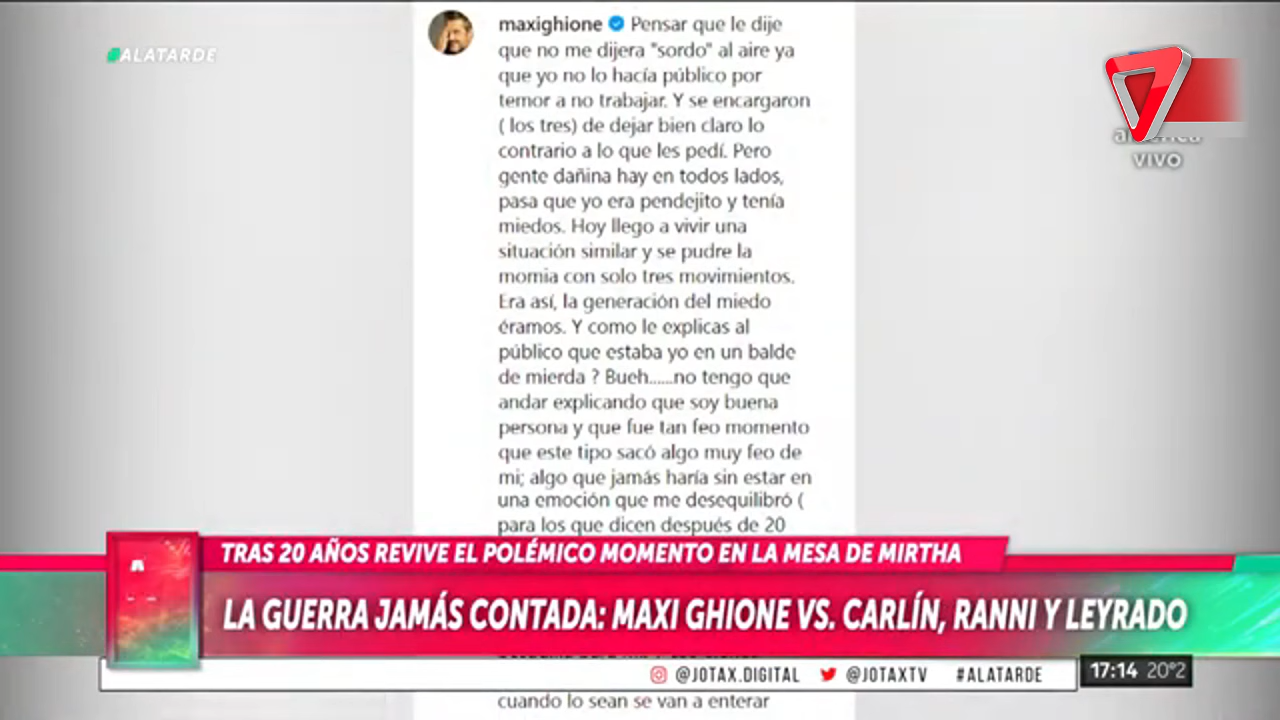 #ALATARDE
maxighione Pensar que le dije
que no me dijera "sordo" al aire ya
que yo no lo hacía público por
temor a no trabajar. Y se encargaron
( los tres) de dejar bien claro lo
contrario a lo que les pedí. Pero
gente dañina hay en todos lados,
pasa que yo era pendejito y tenía
miedos. Hoy llego a vivir una
situación similar y se pudre la
momia con solo tres movimientos.
Era así, la generación del miedo
éramos. Y como le explicas al
público que estaba yo en un balde
de mierda ? Bueh......no tengo que
andar explicando que soy buena
persona y que fue tan feo momento
que este tipo sacó algo muy feo de
mi; algo que jamás haría sin estar en
una emoción que me desequilibró (
para los que dicen después de 20
VIVO
TRAS 20 AÑOS REVIVE EL POLÉMICO MOMENTO EN LA MESA DE MIRTHA
LA GUERRA JAMÁS CONTADA: MAXI GHIONE VS. CARLÍN, RANNI Y LEYRADO
@JOTAX.DIGITAL @JOTAXTV #ALATARDE
17:14 20º2
cuando lo sean se van a enterar